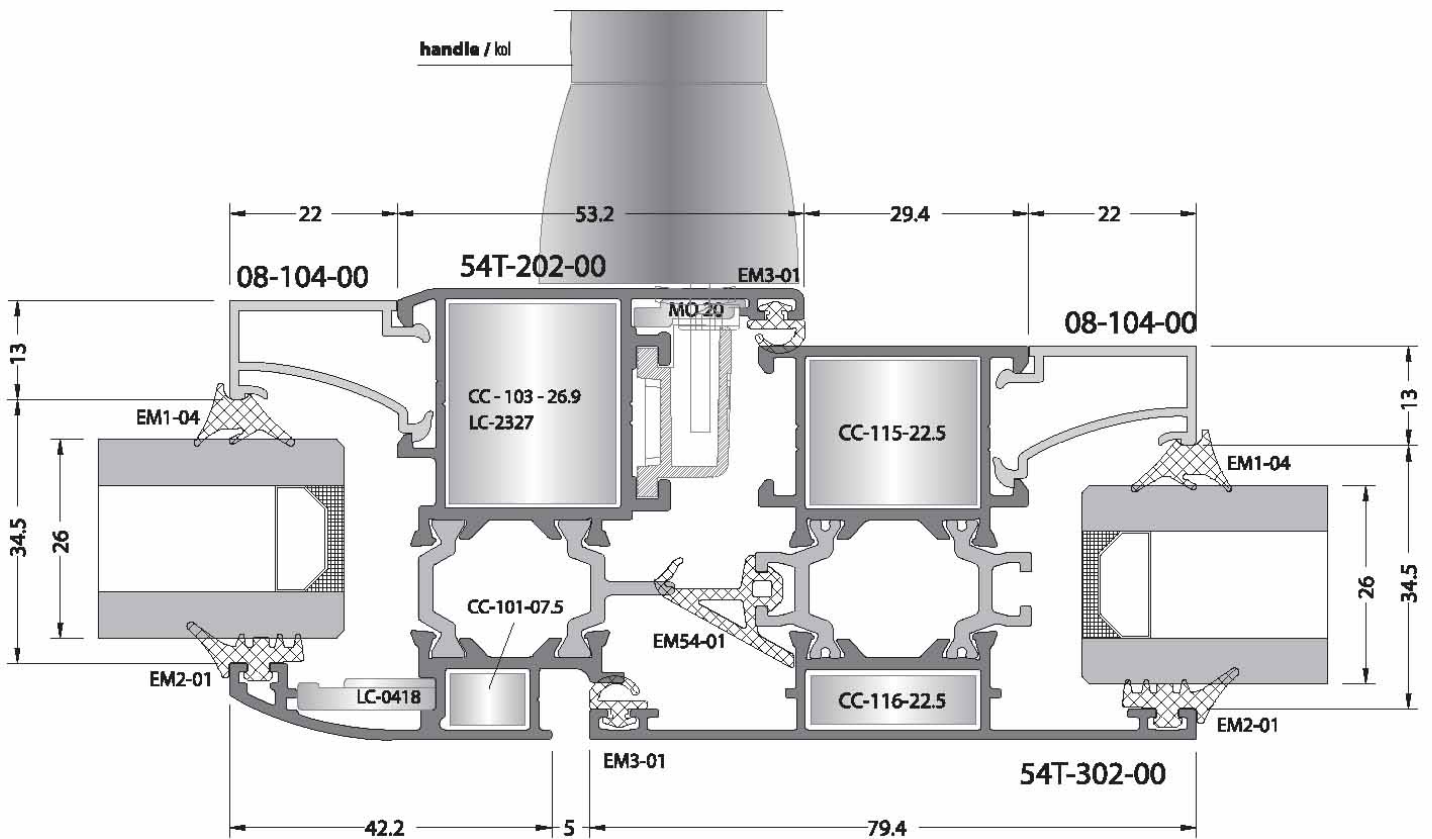 handle / kol
22
53.2
29.4
22
08-104-00
54T-202-00
EM3-01
MO 20
08-104-00
13
13
CC - 103 - 26.9
LC-2327
CC-115-22.5
EM1-04
EM1-04
34.5
26
CC-101-07.5
EM54-01
26
34.5
EM2-01
LC-0418
CC-116-22.5
EM2-01
EM3-01
54T-302-00
42.2
5
79.4